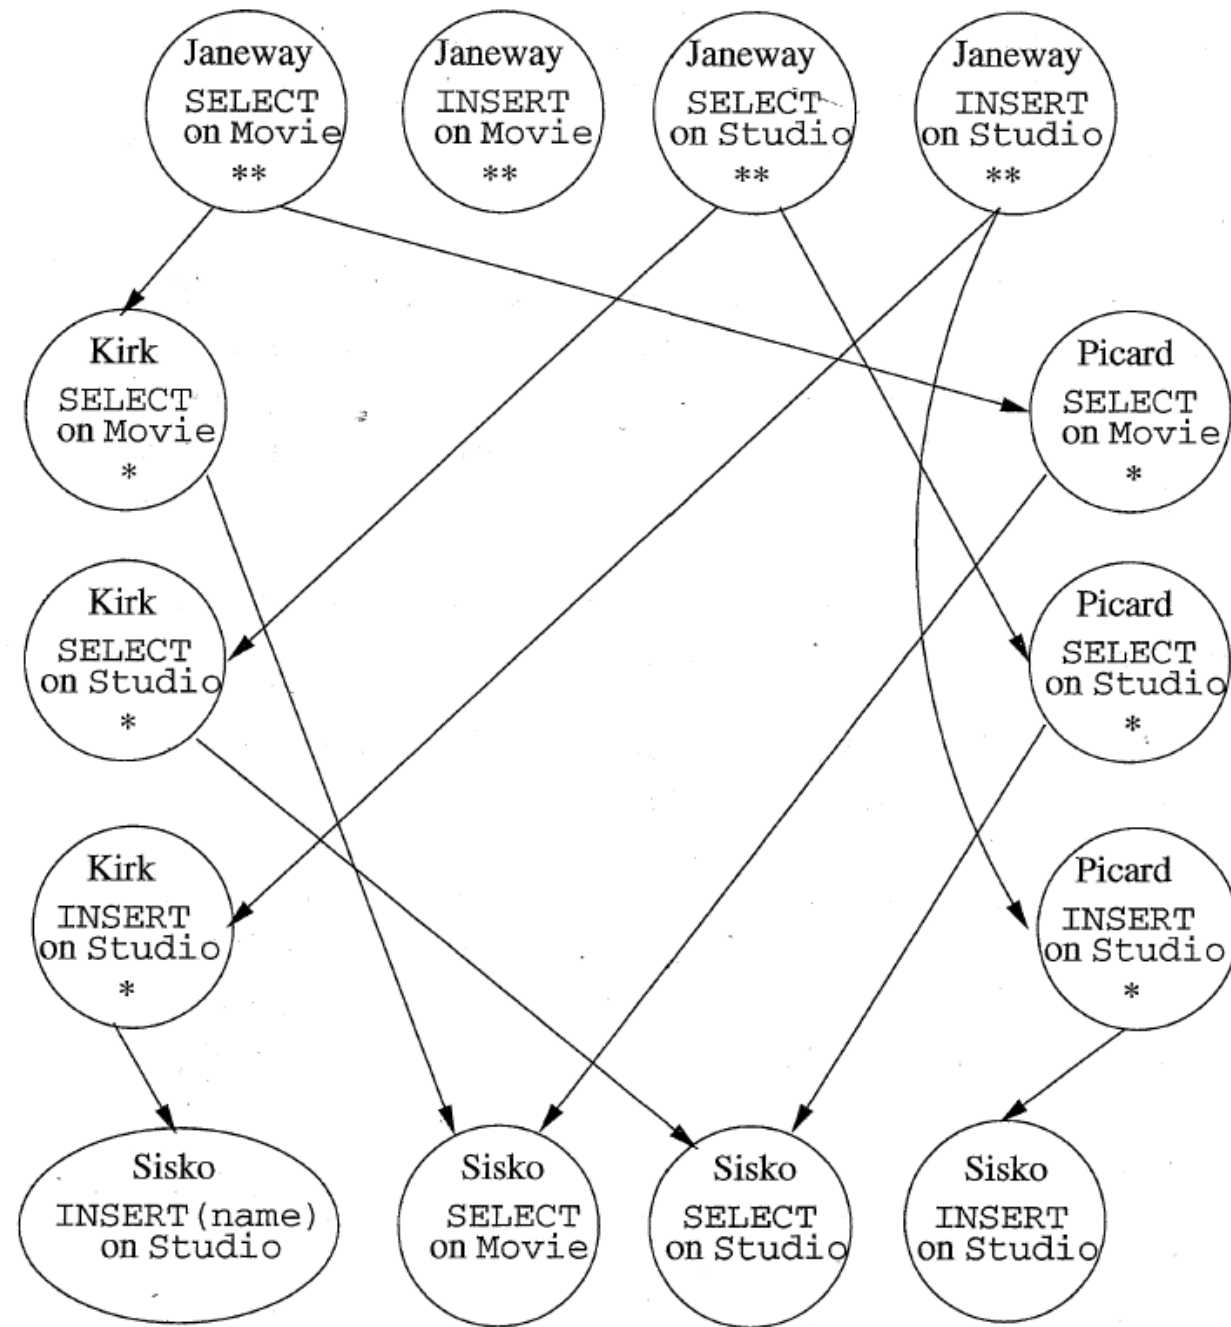 Janeway
SELECT
on Movie
**
Janeway
INSERT
on Movie
**
Janeway
SELECT
on Studio
**
Janeway
INSERT
on Studio
**
Kirk
SELECT
on Movie
*
Picard
SELECT
on Movie
*
Kirk
SELECT
on Studio
*
Picard
SELECT
on Studio
*
Kirk
INSERT
on Studio
*
Picard
INSERT
on Studio
*
Sisko
INSERT(name)
on Studio
Sisko
SELECT
on Movie
Sisko
SELECT
on Studio
Sisko
INSERT
on Studio